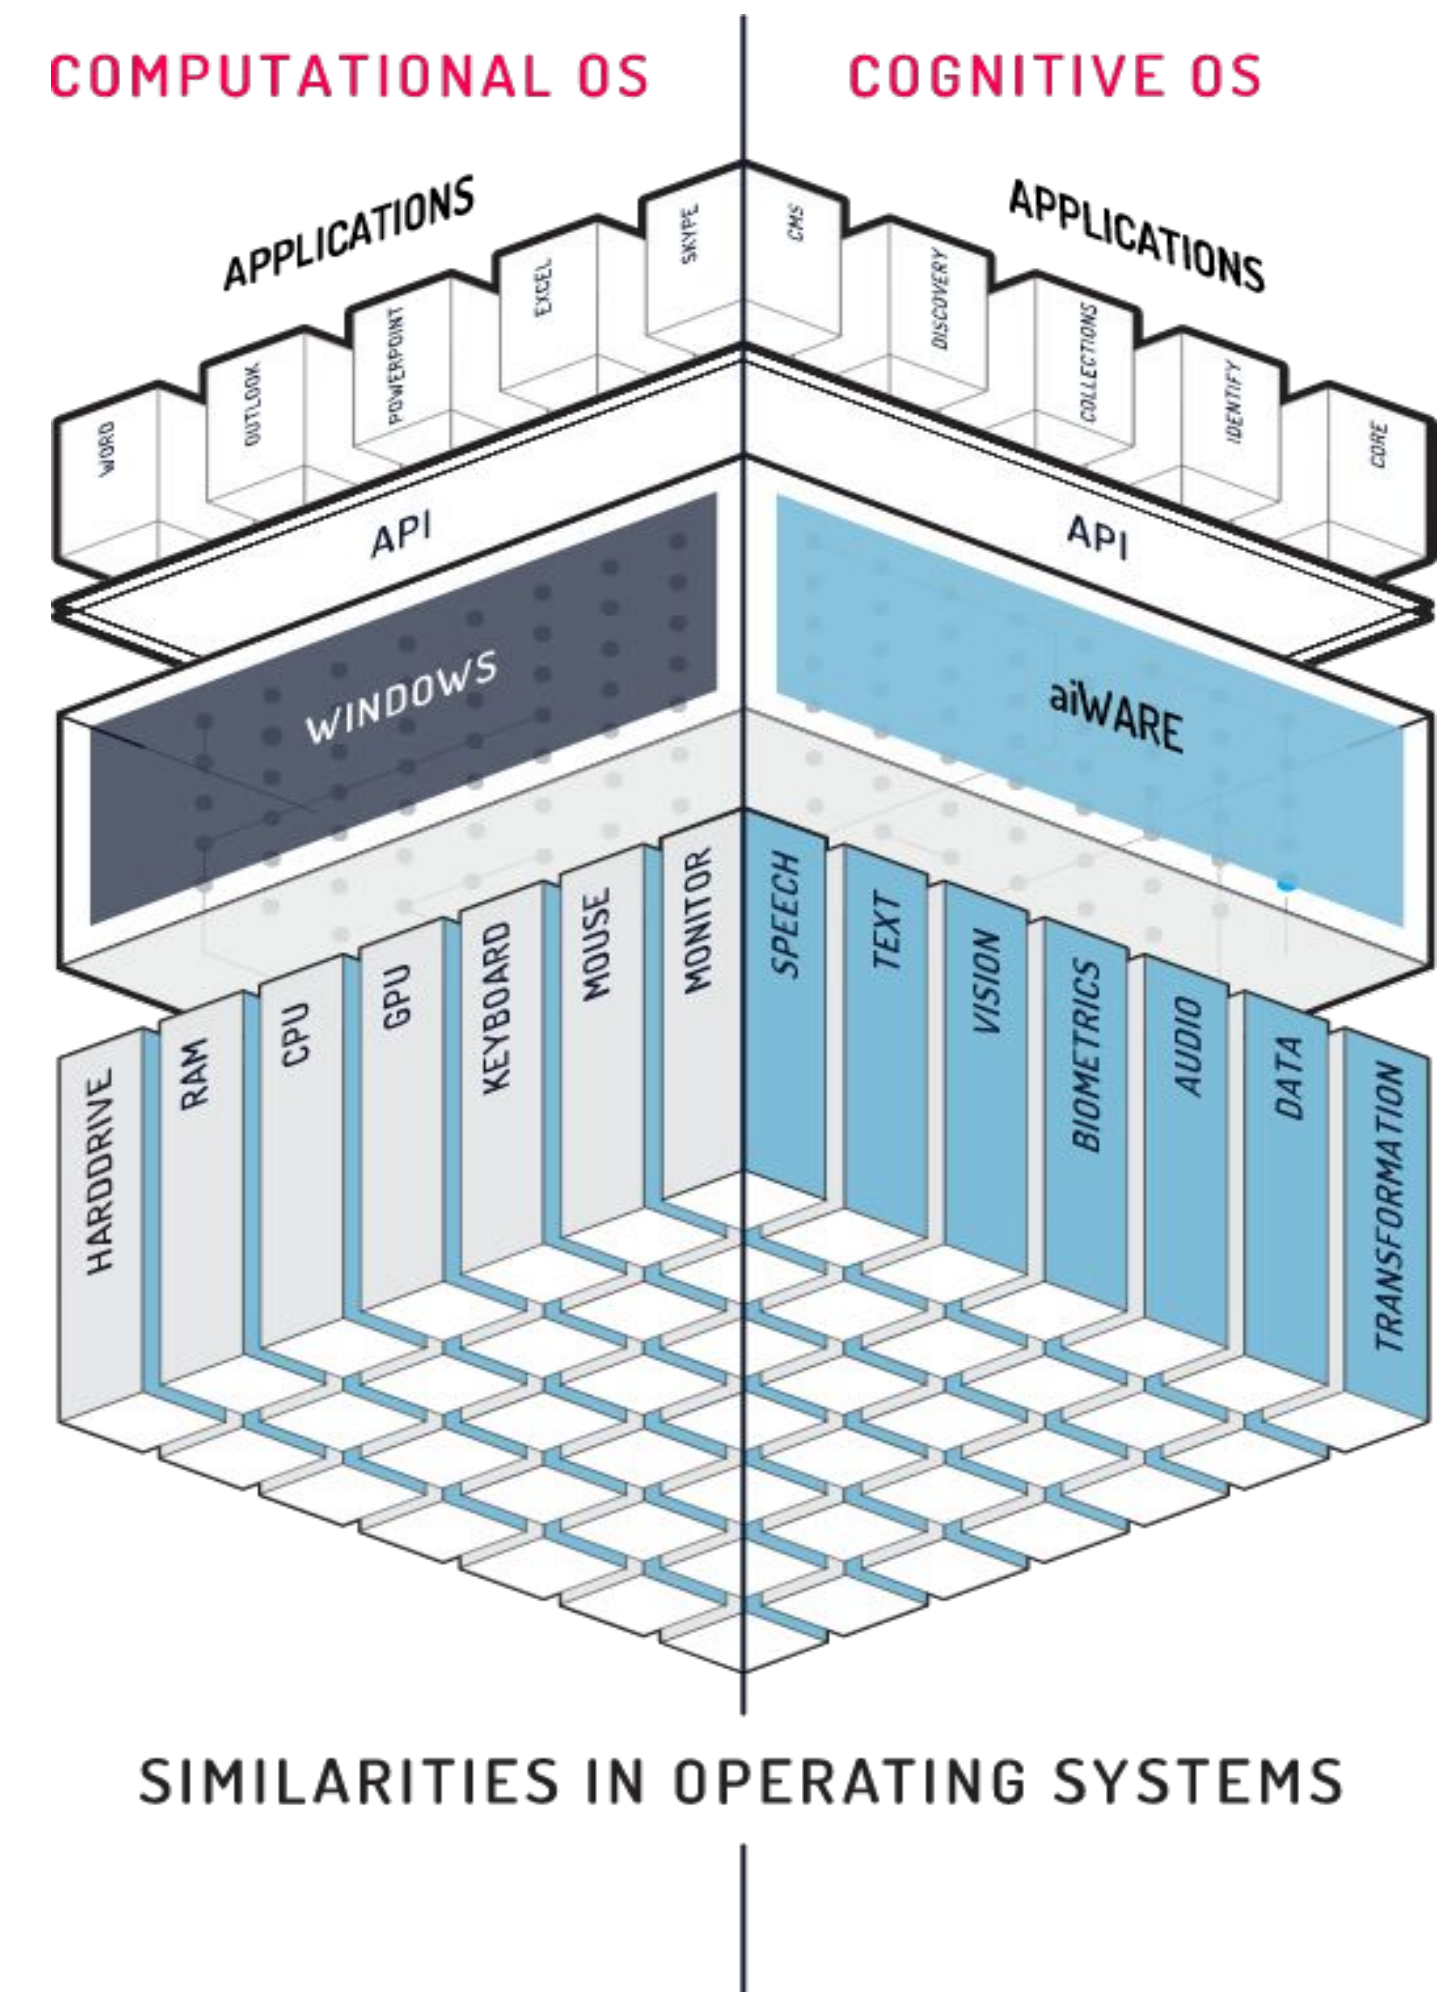 COMPUTATIONAL OS
COGNITIVE OS
APPLICATIONS
APPLICATIONS
WORD
OUTLOOK
POWERPOINT
EXCEL
SKYPE
CMS
DISCOVERY
COLLECTIONS
IDENTIFY
CORE
API
API
WINDOWS
aiWARE
HARDDRIVE
RAM
CPU
GPU
KEYBOARD
MOUSE
MONITOR
SPEECH
TEXT
VISION
BIOMETRICS
AUDIO
DATA
TRANSFORMATION
SIMILARITIES IN OPERATING SYSTEMS